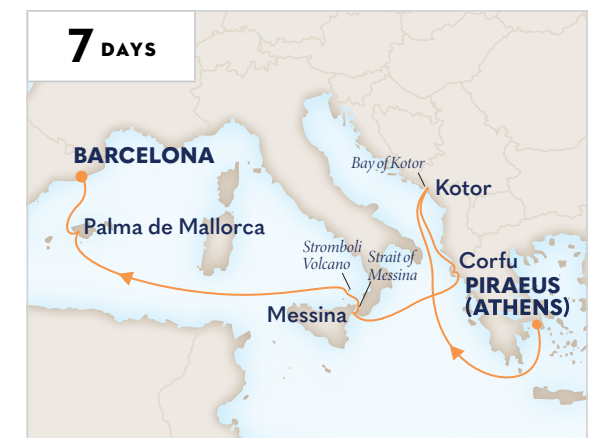 7 DAYS
BARCELONA
Bay of Kotor
Kotor
Palma de Mallorca
Stromboli
Volcano
Strait of
Messina
Corfu
PIRAEUS
(ATHENS)
Messina